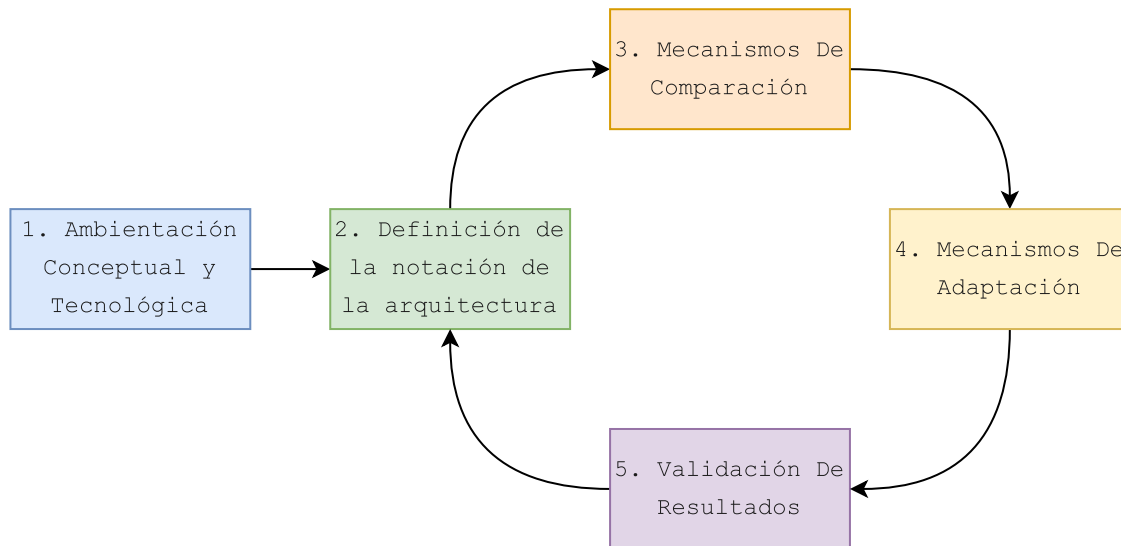 1. Ambientación
Conceptual y
Tecnológica
2. Definición de
la notación de
la arquitectura
3. Mecanismos De
Comparación
4. Mecanismos De
Adaptación
5. Validación De
Resultados